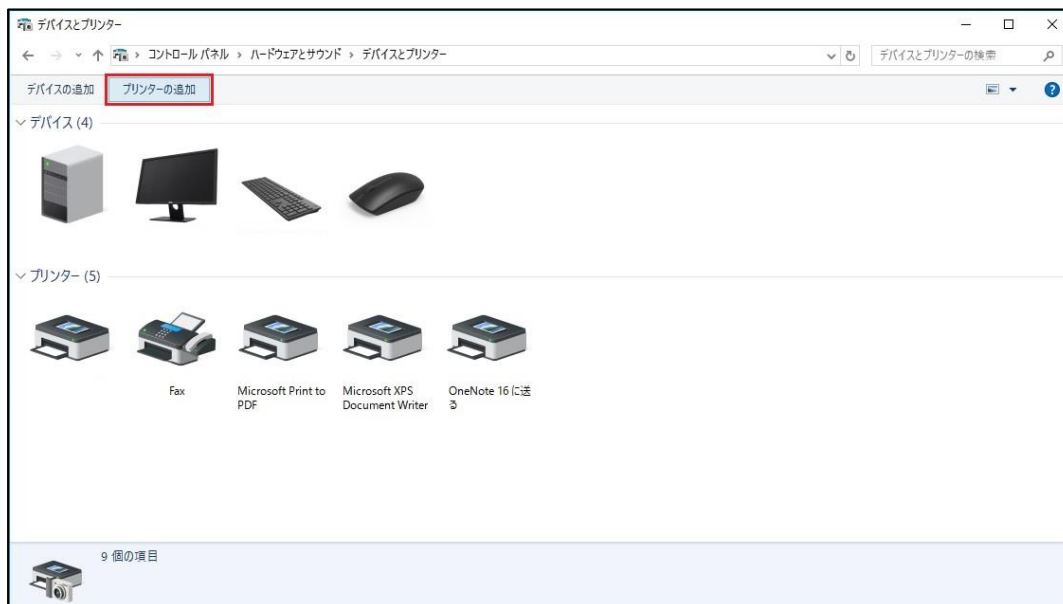 デバイスとプリンター
コントロール パネル › ハードウェアとサウンド › デバイスとプリンター
デバイスとプリンターの検索
デバイスの追加 プリンターの追加
デバイス (4)
プリンター (5)
Fax
Microsoft Print to
PDF
Microsoft XPS
Document Writer
OneNote 16 に送
る
9 個の項目